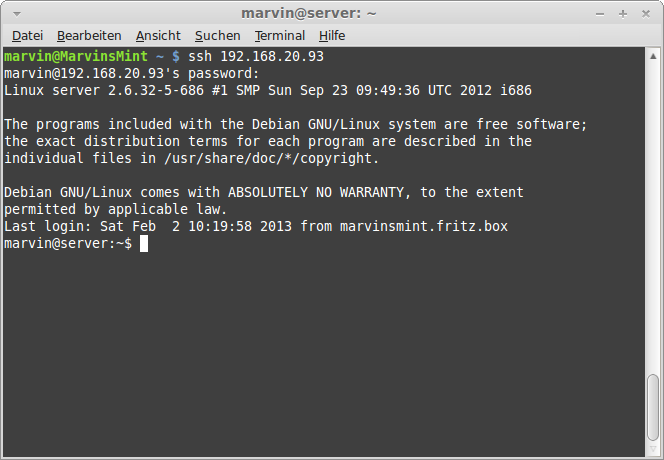 marvin@server: ~
Datei Bearbeiten Ansicht Suchen Terminal Hilfe
marvin@MarvinsMint ~ $ ssh 192.168.20.93
marvin@192.168.20.93's password:
Linux server 2.6.32-5-686 #1 SMP Sun Sep 23 09:49:36 UTC 2012 i686
The programs included with the Debian GNU/Linux system are free software;
the exact distribution terms for each program are described in the
individual files in /usr/share/doc/*/copyright.
Debian GNU/Linux comes with ABSOLUTELY NO WARRANTY, to the extent
permitted by applicable law.
Last login: Sat Feb  2 10:19:58 2013 from marvinsmint.fritz.box
marvin@server:~$